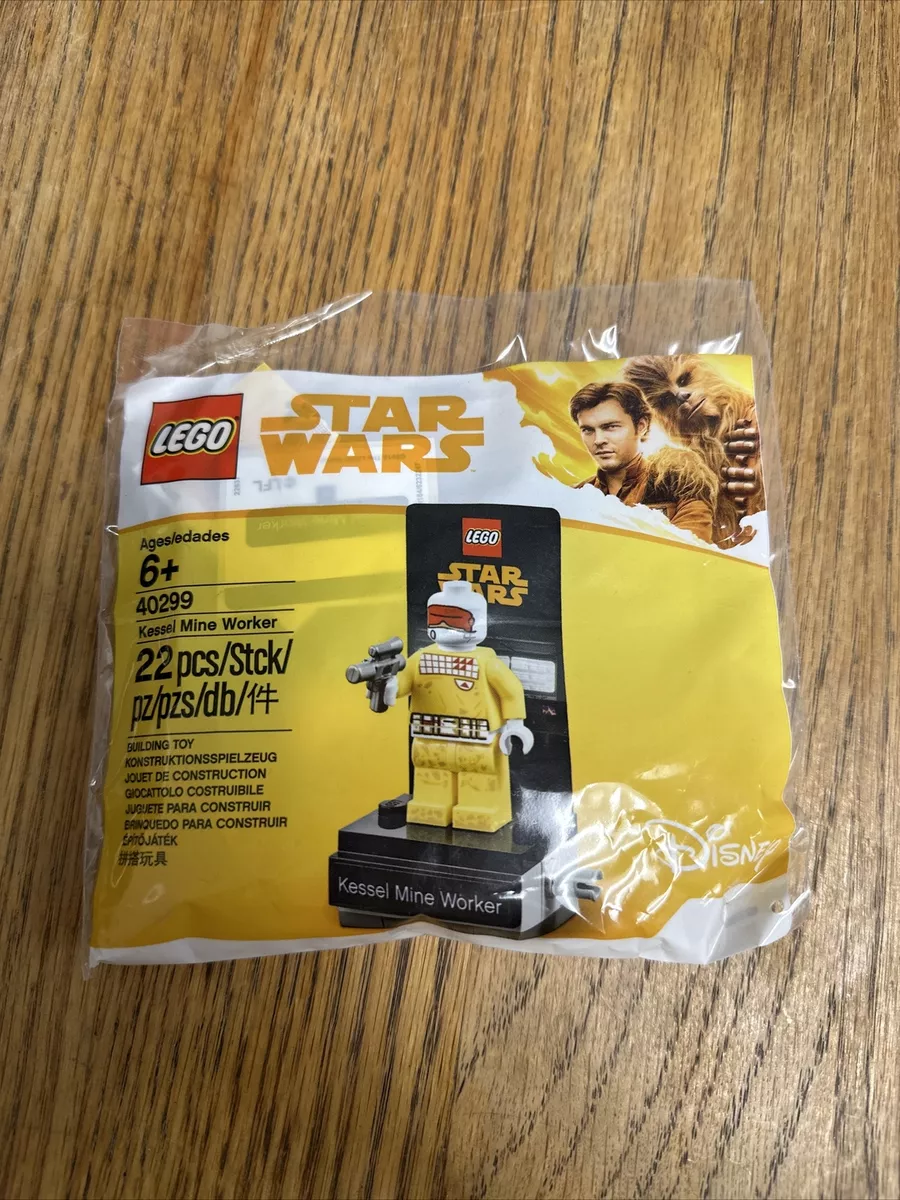 LEGO
STAR
WARS
Ages/edades
6+
40299
Kessel Mine Worker
22 pcs/Stck/
pz/pzs/db/件
BUILDING TOY
KONSTRUKTIONSSPIELZEUG
JOUET DE CONSTRUCTION
GIOCATTOLO COSTRUIBILE
JUGUETE PARA CONSTRUIR
BRINQUEDO PARA CONSTRUIR
ÉPÍTŐJÁTÉK
拼搭玩具
LEGO
STAR
WARS
Kessel Mine Worker
Disney